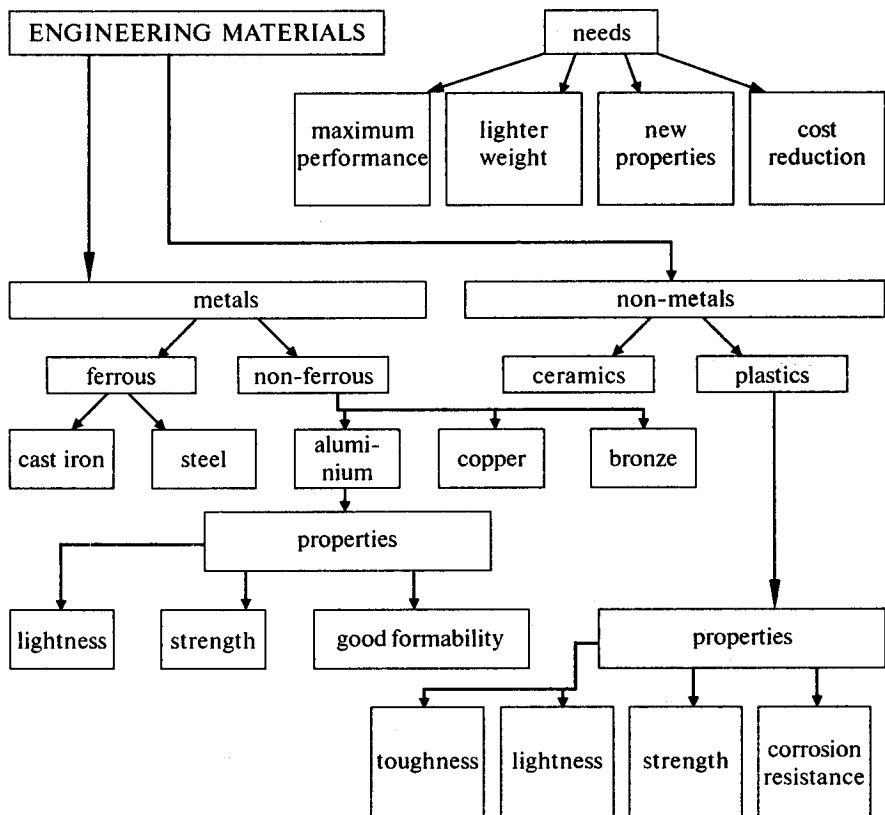 ENGINEERING MATERIALS
needs
maximum
performance
lighter
weight
new
properties
cost
reduction
metals
non-metals
ferrous
non-ferrous
ceramics
plastics
cast iron
steel
alumi-
nium
copper
bronze
properties
lightness
strength
good formability
properties
toughness
lightness
strength
corrosion
resistance